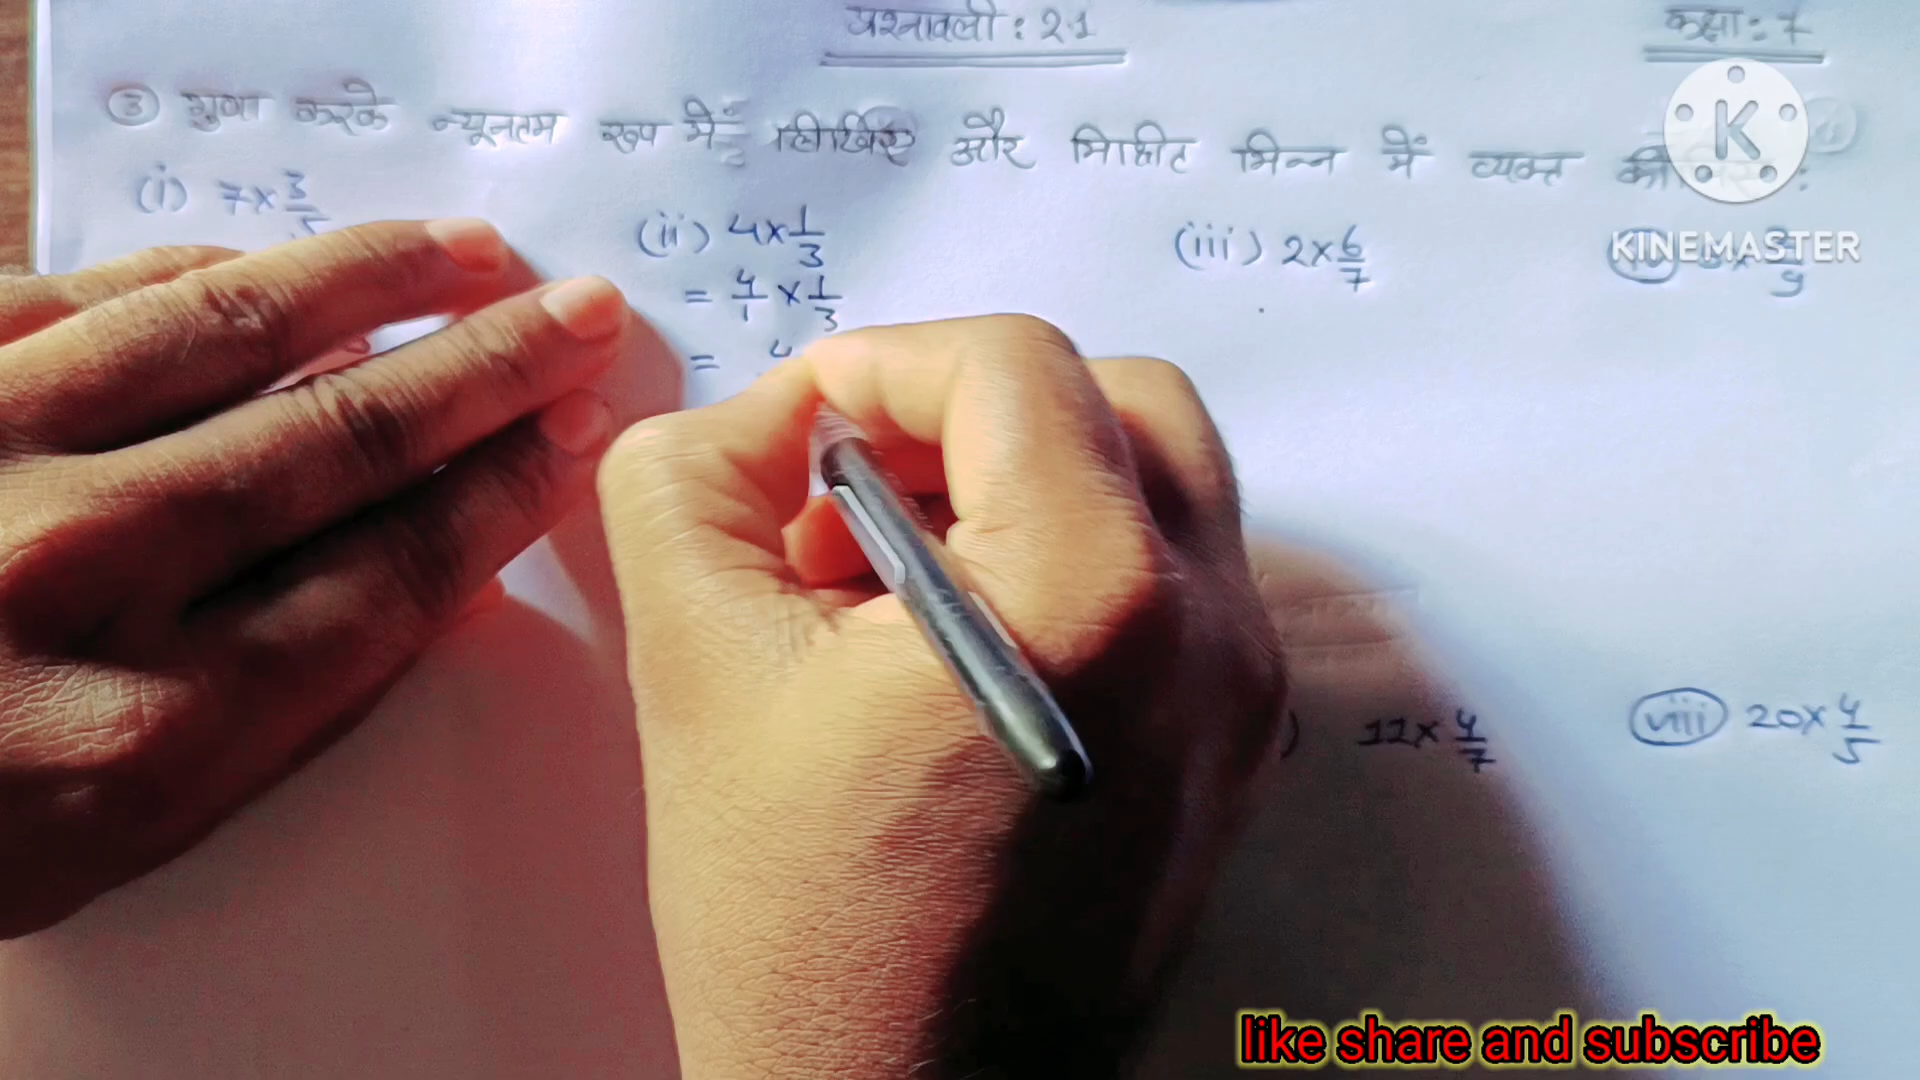 प्रश्नावली : 2.1
कक्षा : 7
③ गुणा करके न्यूनतम रूप में लिखिए और मिश्रित भिन्न में व्यक्त
(i) 7 × 3/5
(ii) 4 × 1/3
= 4/1 × 1/3
= 4
(iii) 2 × 6/7
(viii) 20 × 4/5
11 × 4/7
KINEMASTER
like share and subscribe